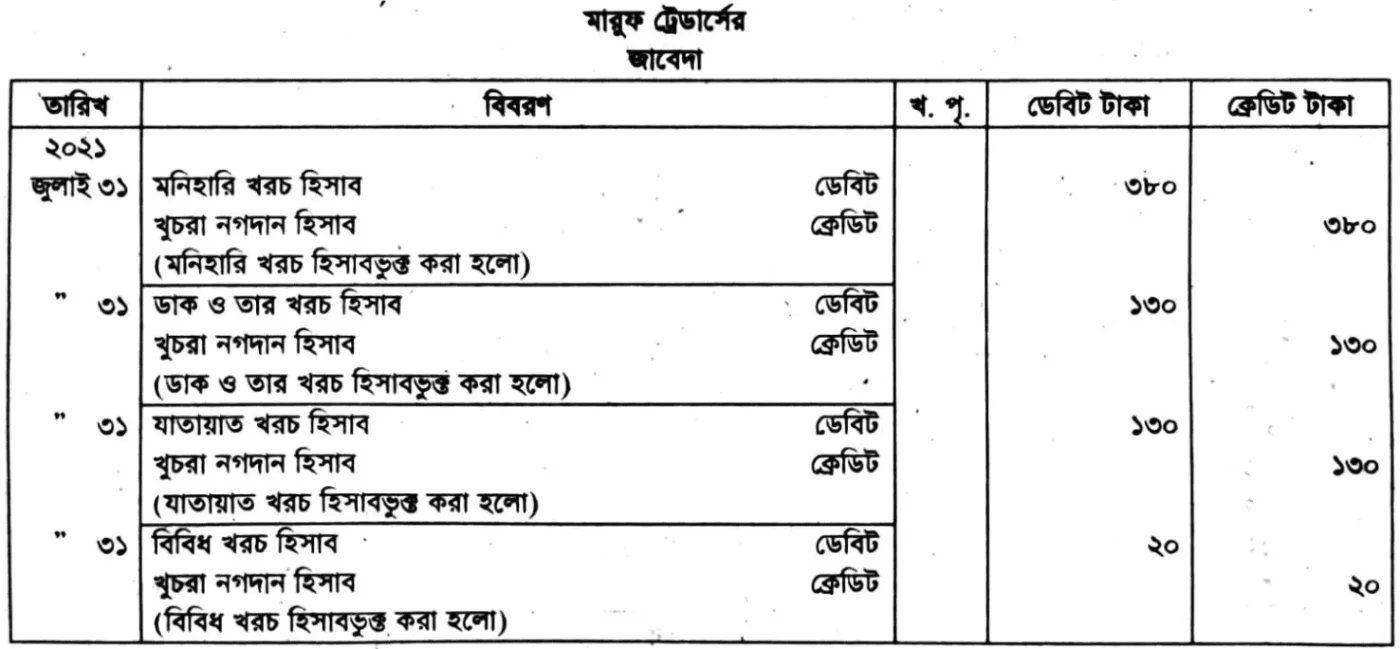 মারুফ ট্রেডার্সের
জাবেদা
তারিখ বিবরণ খ. পৃ. ডেবিট টাকা ক্রেডিট টাকা
২০২১
জুলাই ৩১ মনিহারি খরচ হিসাব ডেবিট ৩৮০
খুচরা নগদান হিসাব ক্রেডিট ৩৮০
(মনিহারি খরচ হিসাবভুক্ত করা হলো)
" ৩১ ডাক ও তার খরচ হিসাব ডেবিট ১৩০
খুচরা নগদান হিসাব ক্রেডিট ১৩০
(ডাক ও তার খরচ হিসাবভুক্ত করা হলো)
" ৩১ যাতায়াত খরচ হিসাব ডেবিট ১৩০
খুচরা নগদান হিসাব ক্রেডিট ১৩০
(যাতায়াত খরচ হিসাবভুক্ত করা হলো)
" ৩১ বিবিধ খরচ হিসাব ডেবিট ২০
খুচরা নগদান হিসাব ক্রেডিট ২০
(বিবিধ খরচ হিসাবভুক্ত করা হলো)